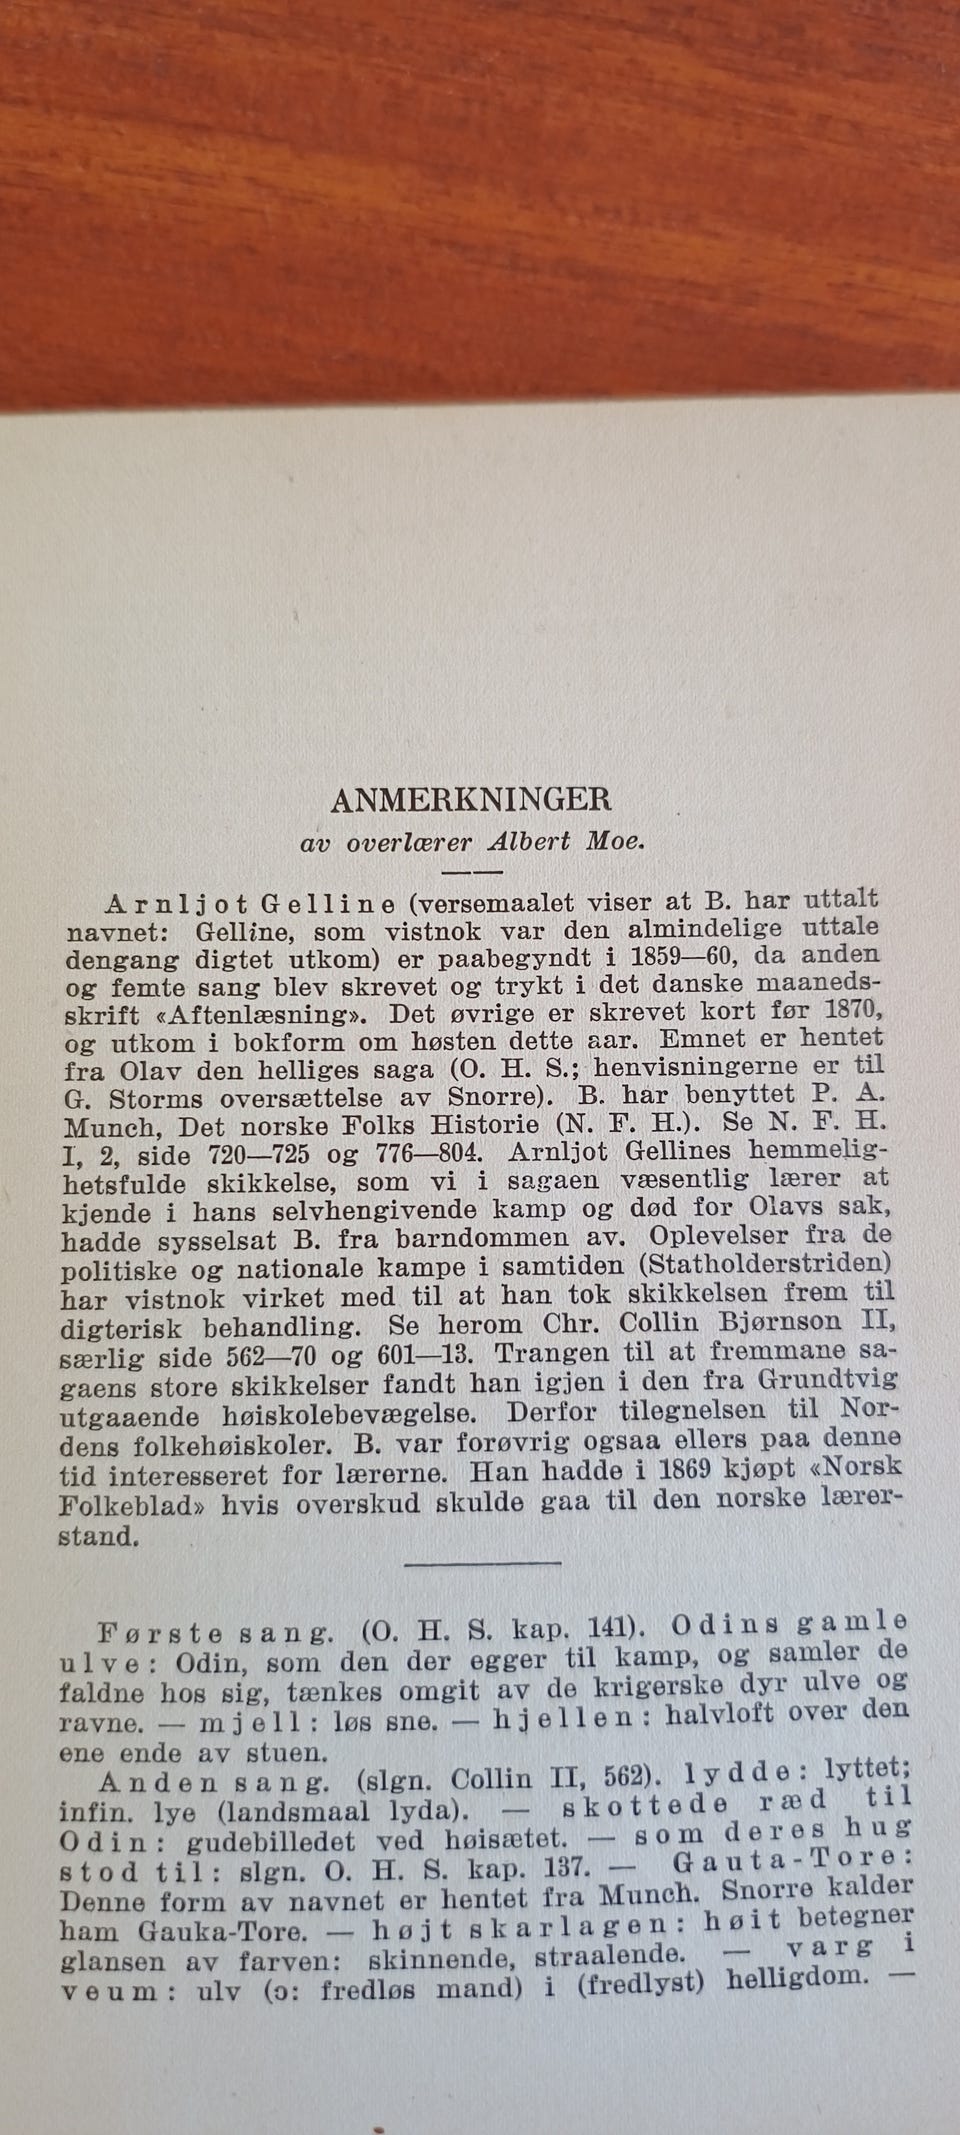 ANMERKNINGER
av overlærer Albert Moe.
Arnljot Gelline (versemaalet viser at B. har uttalt
navnet: Gelline, som vistnok var den almindelige uttale
dengang digtet utkom) er paabegyndt i 1859—60, da anden
og femte sang blev skrevet og trykt i det danske maaneds-
skrift «Aftenlæsning». Det øvrige er skrevet kort før 1870,
og utkom i bokform om høsten dette aar. Emnet er hentet
fra Olav den helliges saga (O. H. S.; henvisningerne er til
G. Storms oversættelse av Snorre). B. har benyttet P. A.
Munch, Det norske Folks Historie (N. F. H.). Se N. F. H.
I, 2, side 720—725 og 776—804. Arnljot Gellines hemmelig-
hetsfulde skikkelse, som vi i sagaen væsentlig lærer at
kjende i hans selvhengivende kamp og død for Olavs sak,
hadde sysselsat B. fra barndommen av. Oplevelser fra de
politiske og nationale kampe i samtiden (Statholderstriden)
har vistnok virket med til at han tok skikkelsen frem til
digterisk behandling. Se herom Chr. Collin Bjørnson II,
særlig side 562—70 og 601—13. Trangen til at fremmane sa-
gaens store skikkelser fandt han igjen i den fra Grundtvig
utgaaende høiskolebevægelse. Derfor tilegnelsen til Nor-
dens folkehøiskoler. B. var forøvrig ogsaa ellers paa denne
tid interesseret for lærerne. Han hadde i 1869 kjøpt «Norsk
Folkeblad» hvis overskud skulde gaa til den norske lærer-
stand.
Første sang. (O. H. S. kap. 141). Odins gamle
ulve: Odin, som den der egger til kamp, og samler de
faldne hos sig, tænkes omgit av de krigerske dyr ulve og
ravne. — mjell: løs sne. — hjellen: halvloft over den
ene ende av stuen.
Anden sang. (slgn. Collin II, 562). lydde: lyttet;
infin. lye (landsmaal lyda). — skottede ræd til
Odin: gudebilledet ved høisætet. — som deres hug
stod til: slgn. O. H. S. kap. 137. — Gauta-Tore:
Denne form av navnet er hentet fra Munch. Snorre kalder
ham Gauka-Tore. — højt skarlagen: høit betegner
glansen av farven: skinnende, straalende. — varg i
veum: ulv (ɔ: fredløs mand) i (fredlyst) helligdom. —